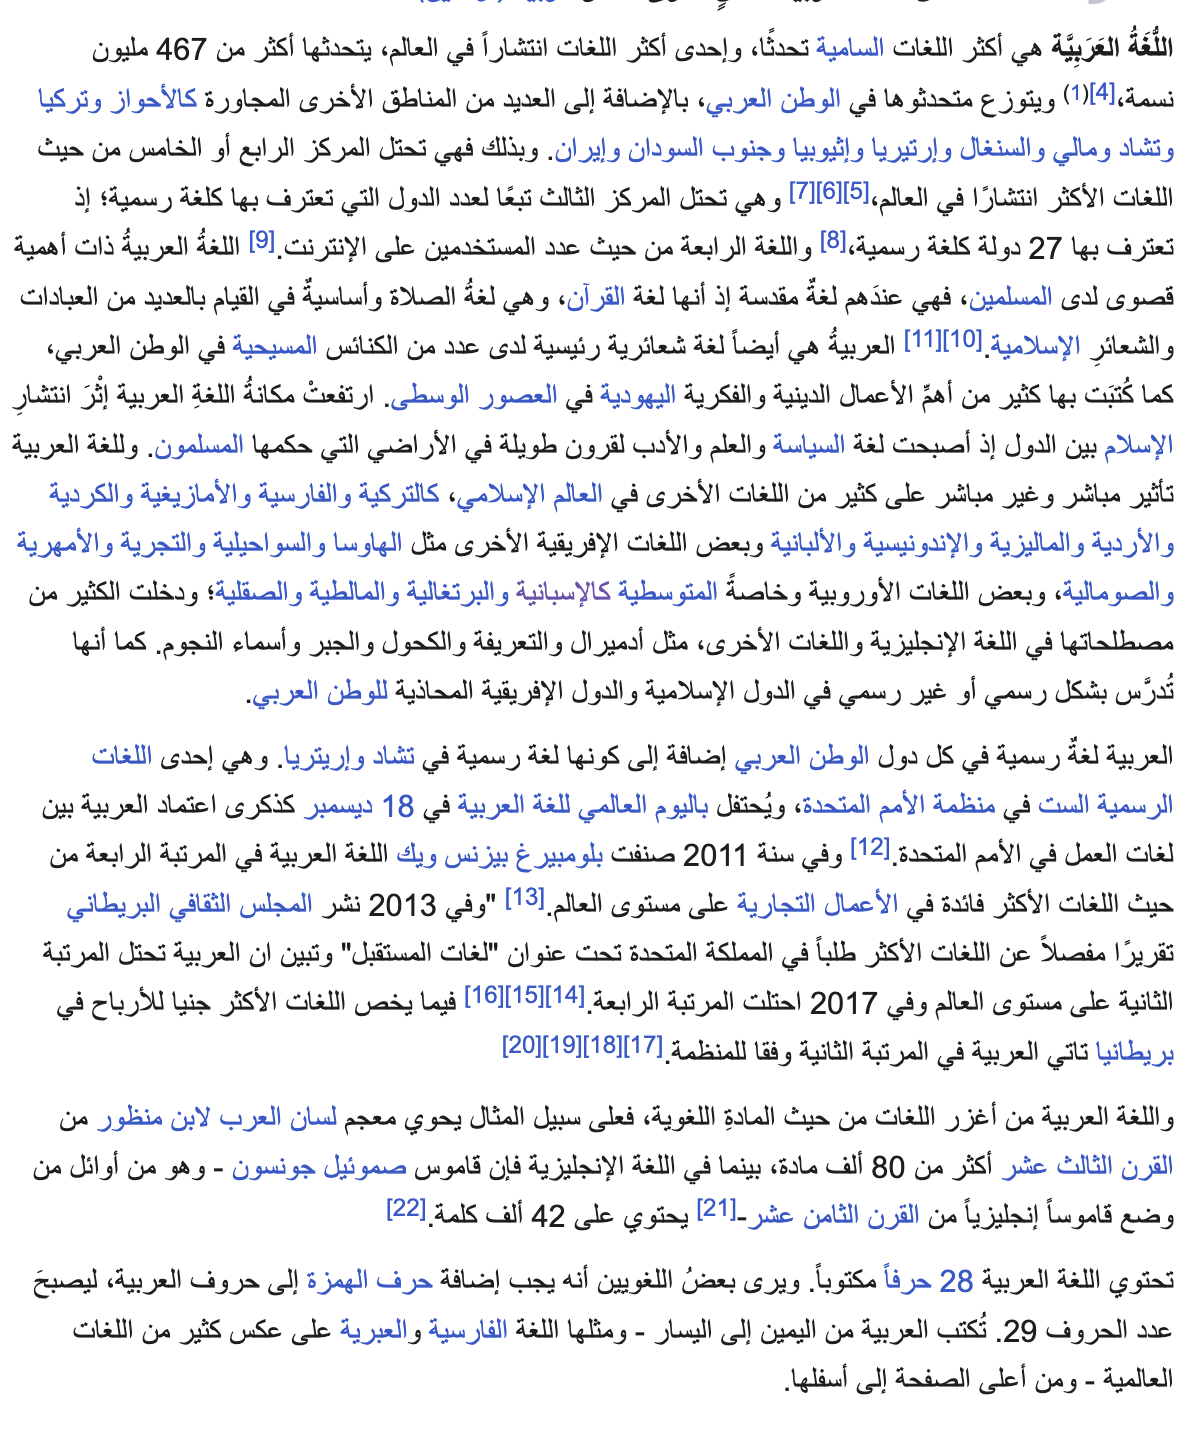 اللُّغَةُ العَرَبِيَّة هي أكثر اللغات السامية تحدثًا، وإحدى أكثر اللغات انتشاراً في العالم، يتحدثها أكثر من 467 مليون
نسمة،[4](1) ويتوزع متحدثوها في الوطن العربي، بالإضافة إلى العديد من المناطق الأخرى المجاورة كالأحواز وتركيا
وتشاد ومالي والسنغال وإرتيريا وإثيوبيا وجنوب السودان وإيران. وبذلك فهي تحتل المركز الرابع أو الخامس من حيث
اللغات الأكثر انتشارًا في العالم،[5][6][7] وهي تحتل المركز الثالث تبعًا لعدد الدول التي تعترف بها كلغة رسمية؛ إذ
تعترف بها 27 دولة كلغة رسمية،[8] واللغة الرابعة من حيث عدد المستخدمين على الإنترنت.[9] اللغةُ العربيةُ ذات أهمية
قصوى لدى المسلمين، فهي عندَهم لغةٌ مقدسة إذ أنها لغة القرآن، وهي لغةُ الصلاة وأساسيةٌ في القيام بالعديد من العبادات
والشعائرِ الإسلامية.[10][11] العربيةُ هي أيضاً لغة شعائرية رئيسية لدى عدد من الكنائس المسيحية في الوطن العربي،
كما كُتبَت بها كثير من أهمِّ الأعمال الدينية والفكرية اليهودية في العصور الوسطى. ارتفعتْ مكانةُ اللغةِ العربية إثْرَ انتشارِ
الإسلام بين الدول إذ أصبحت لغة السياسة والعلم والأدب لقرون طويلة في الأراضي التي حكمها المسلمون. وللغة العربية
تأثير مباشر وغير مباشر على كثير من اللغات الأخرى في العالم الإسلامي، كالتركية والفارسية والأمازيغية والكردية
والأردية والماليزية والإندونيسية والألبانية وبعض اللغات الإفريقية الأخرى مثل الهاوسا والسواحيلية والتجرية والأمهرية
والصومالية، وبعض اللغات الأوروبية وخاصةً المتوسطية كالإسبانية والبرتغالية والمالطية والصقلية؛ ودخلت الكثير من
مصطلحاتها في اللغة الإنجليزية واللغات الأخرى، مثل أدميرال والتعريفة والكحول والجبر وأسماء النجوم. كما أنها
تُدرَّس بشكل رسمي أو غير رسمي في الدول الإسلامية والدول الإفريقية المحاذية للوطن العربي.
العربية لغةٌ رسمية في كل دول الوطن العربي إضافة إلى كونها لغة رسمية في تشاد وإريتريا. وهي إحدى اللغات
الرسمية الست في منظمة الأمم المتحدة، ويُحتفل باليوم العالمي للغة العربية في 18 ديسمبر كذكرى اعتماد العربية بين
لغات العمل في الأمم المتحدة.[12] وفي سنة 2011 صنفت بلومبيرغ بيزنس ويك اللغة العربية في المرتبة الرابعة من
حيث اللغات الأكثر فائدة في الأعمال التجارية على مستوى العالم.[13] "وفي 2013 نشر المجلس الثقافي البريطاني
تقريرًا مفصلاً عن اللغات الأكثر طلباً في المملكة المتحدة تحت عنوان "لغات المستقبل" وتبين ان العربية تحتل المرتبة
الثانية على مستوى العالم وفي 2017 احتلت المرتبة الرابعة.[14][15][16] فيما يخص اللغات الأكثر جنيا للأرباح في
بريطانيا تاتي العربية في المرتبة الثانية وفقا للمنظمة.[17][18][19][20]
واللغة العربية من أغزر اللغات من حيث المادةِ اللغوية، فعلى سبيل المثال يحوي معجم لسان العرب لابن منظور من
القرن الثالث عشر أكثر من 80 ألف مادة، بينما في اللغة الإنجليزية فإن قاموس صموئيل جونسون - وهو من أوائل من
وضع قاموساً إنجليزياً من القرن الثامن عشر-[21] يحتوي على 42 ألف كلمة.[22]
تحتوي اللغة العربية 28 حرفاً مكتوباً. ويرى بعضُ اللغويين أنه يجب إضافة حرف الهمزة إلى حروف العربية، ليصبحَ
عدد الحروف 29. تُكتب العربية من اليمين إلى اليسار - ومثلها اللغة الفارسية والعبرية على عكس كثير من اللغات
العالمية - ومن أعلى الصفحة إلى أسفلها.